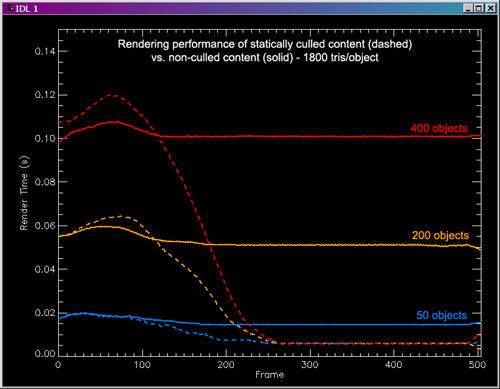 IDL 1
Rendering performance of statically culled content (dashed)
vs. non-culled content (solid) - 1800 tris/object
0.14
0.12
400 objects
0.10
0.08
Render Time (s)
0.06
200 objects
0.04
0.02
50 objects
0.00
0 100 200 300 400 500
Frame